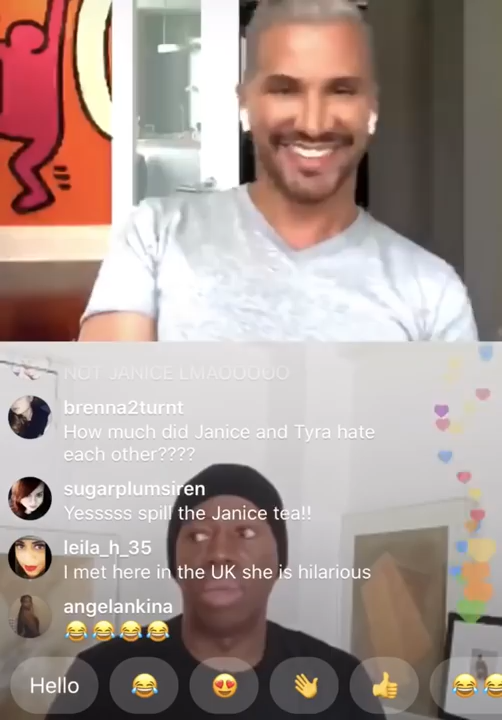 NOT JANICE LMAOOOOO
brenna2turnt
How much did Janice and Tyra hate
each other????
sugarplumsiren
Yesssss spill the Janice tea!!
leila_h_35
I met here in the UK she is hilarious
angelankina
😂😂😂😂
Hello